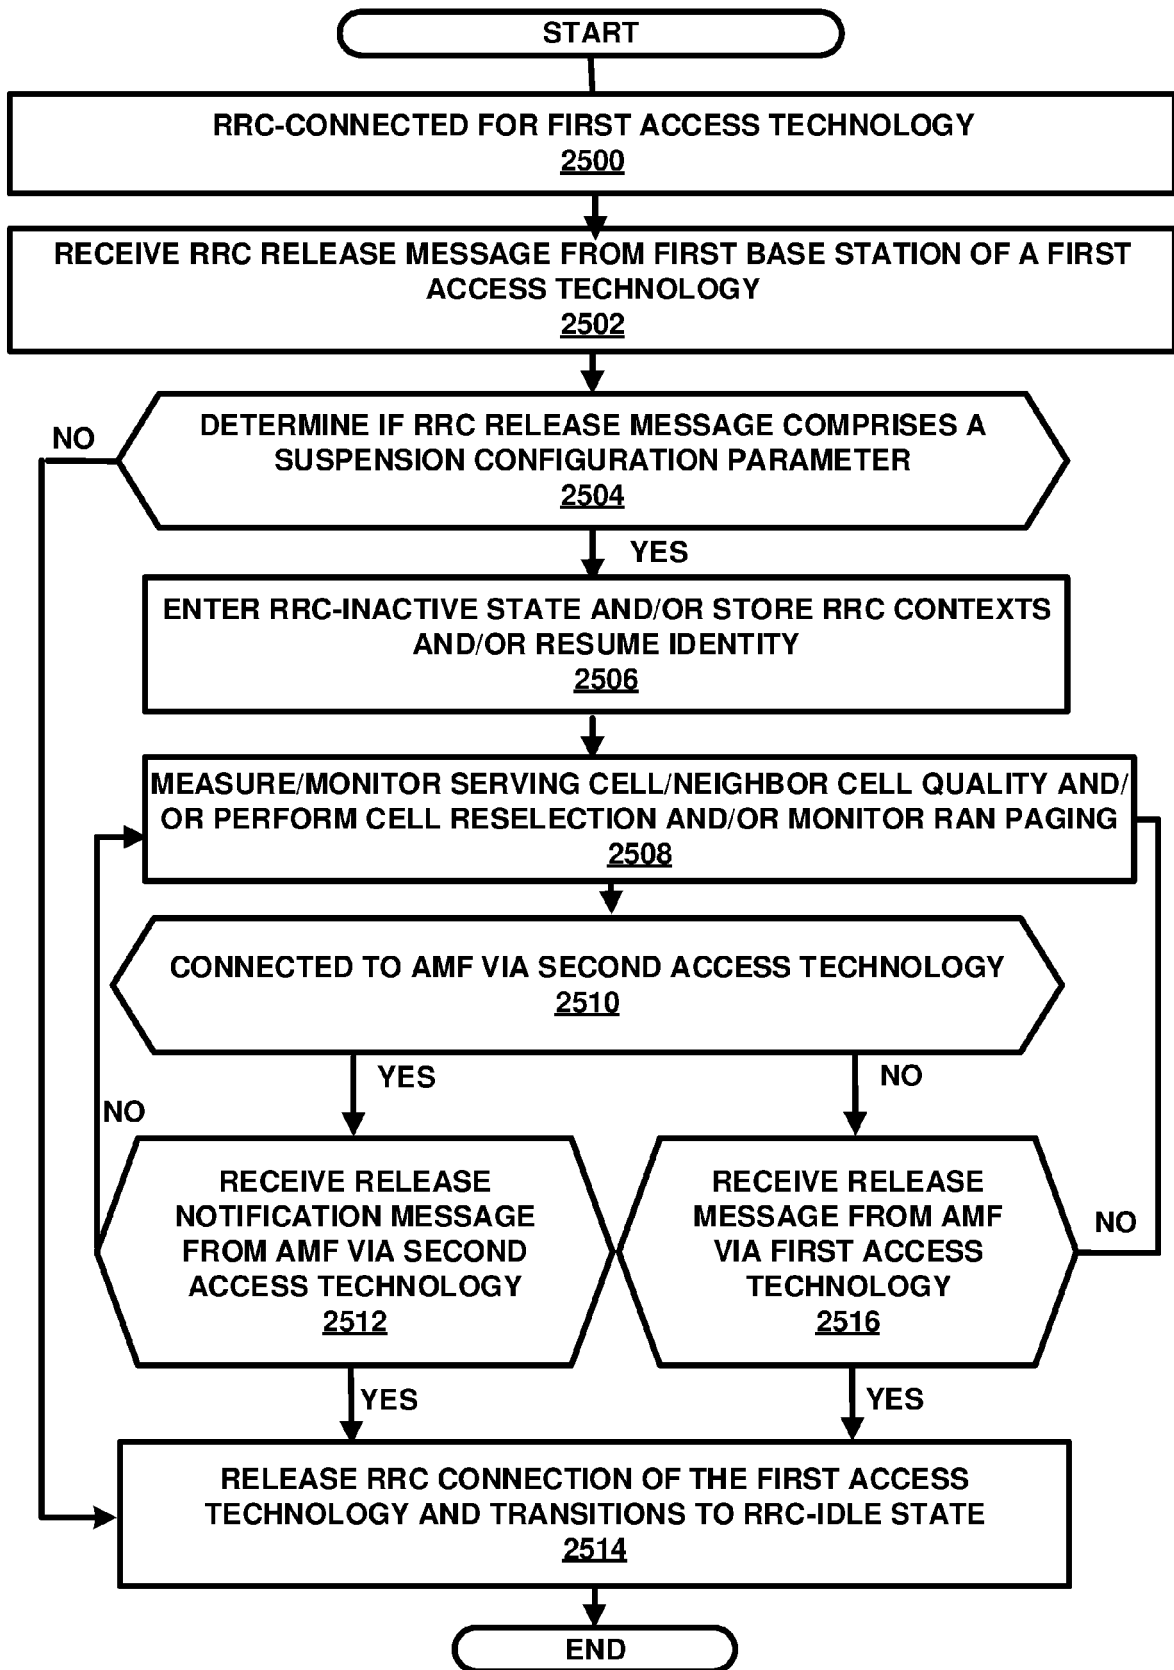 START
RRC-CONNECTED FOR FIRST ACCESS TECHNOLOGY
2500
RECEIVE RRC RELEASE MESSAGE FROM FIRST BASE STATION OF A FIRST
ACCESS TECHNOLOGY
2502
NO
DETERMINE IF RRC RELEASE MESSAGE COMPRISES A
SUSPENSION CONFIGURATION PARAMETER
2504
YES
ENTER RRC-INACTIVE STATE AND/OR STORE RRC CONTEXTS
AND/OR RESUME IDENTITY
2506
MEASURE/MONITOR SERVING CELL/NEIGHBOR CELL QUALITY AND/
OR PERFORM CELL RESELECTION AND/OR MONITOR RAN PAGING
2508
CONNECTED TO AMF VIA SECOND ACCESS TECHNOLOGY
2510
YES
NO
NO
RECEIVE RELEASE
NOTIFICATION MESSAGE
FROM AMF VIA SECOND
ACCESS TECHNOLOGY
2512
RECEIVE RELEASE
MESSAGE FROM AMF
VIA FIRST ACCESS
TECHNOLOGY
2516
NO
YES
YES
RELEASE RRC CONNECTION OF THE FIRST ACCESS
TECHNOLOGY AND TRANSITIONS TO RRC-IDLE STATE
2514
END